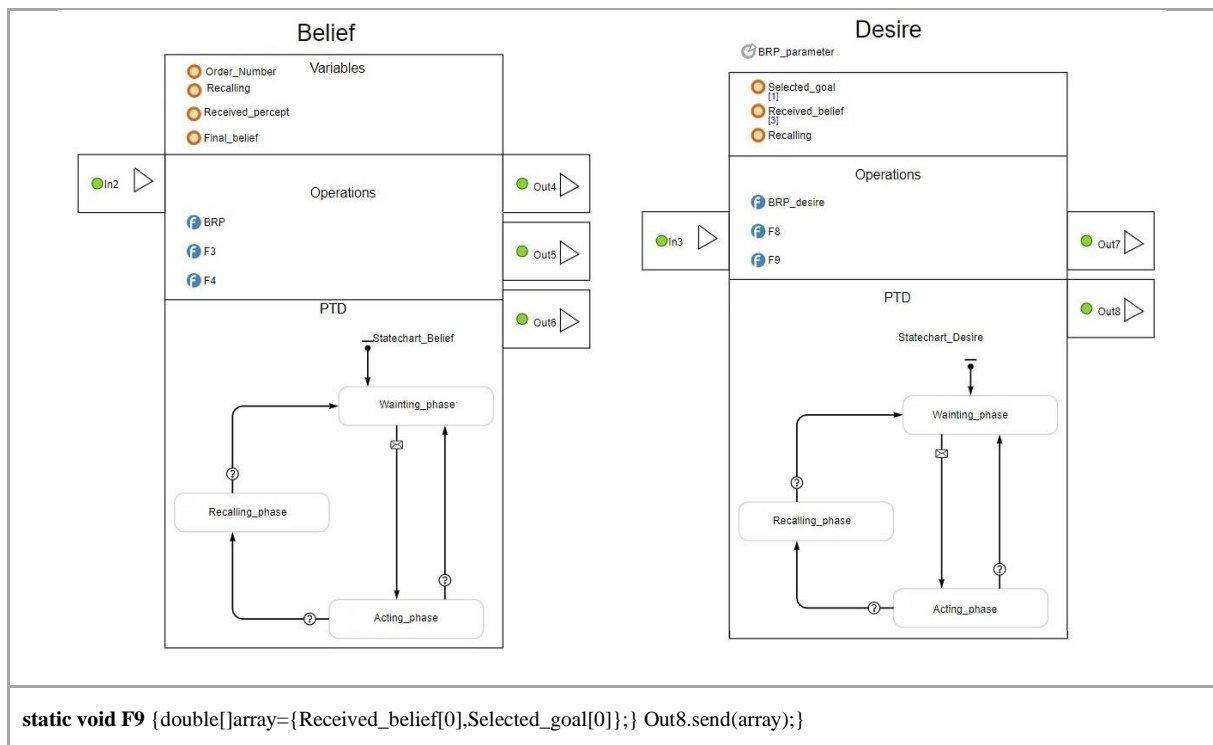 Belief
Variables
Order_Number
Recalling
Received_percept
Final_belief
In2
Operations
BRP
F3
F4
Out4
Out5
Out6
PTD
Statechart_Belief
Wainting_phase
Recalling_phase
Acting_phase
Desire
BRP_parameter
Selected_goal
[1]
Received_belief
[3]
Recalling
Operations
BRP_desire
F8
F9
In3
Out7
Out8
PTD
Statechart_Desire
Wainting_phase
Recalling_phase
Acting_phase
static void F9 {double[]array={Received_belief[0],Selected_goal[0]};} Out8.send(array);}